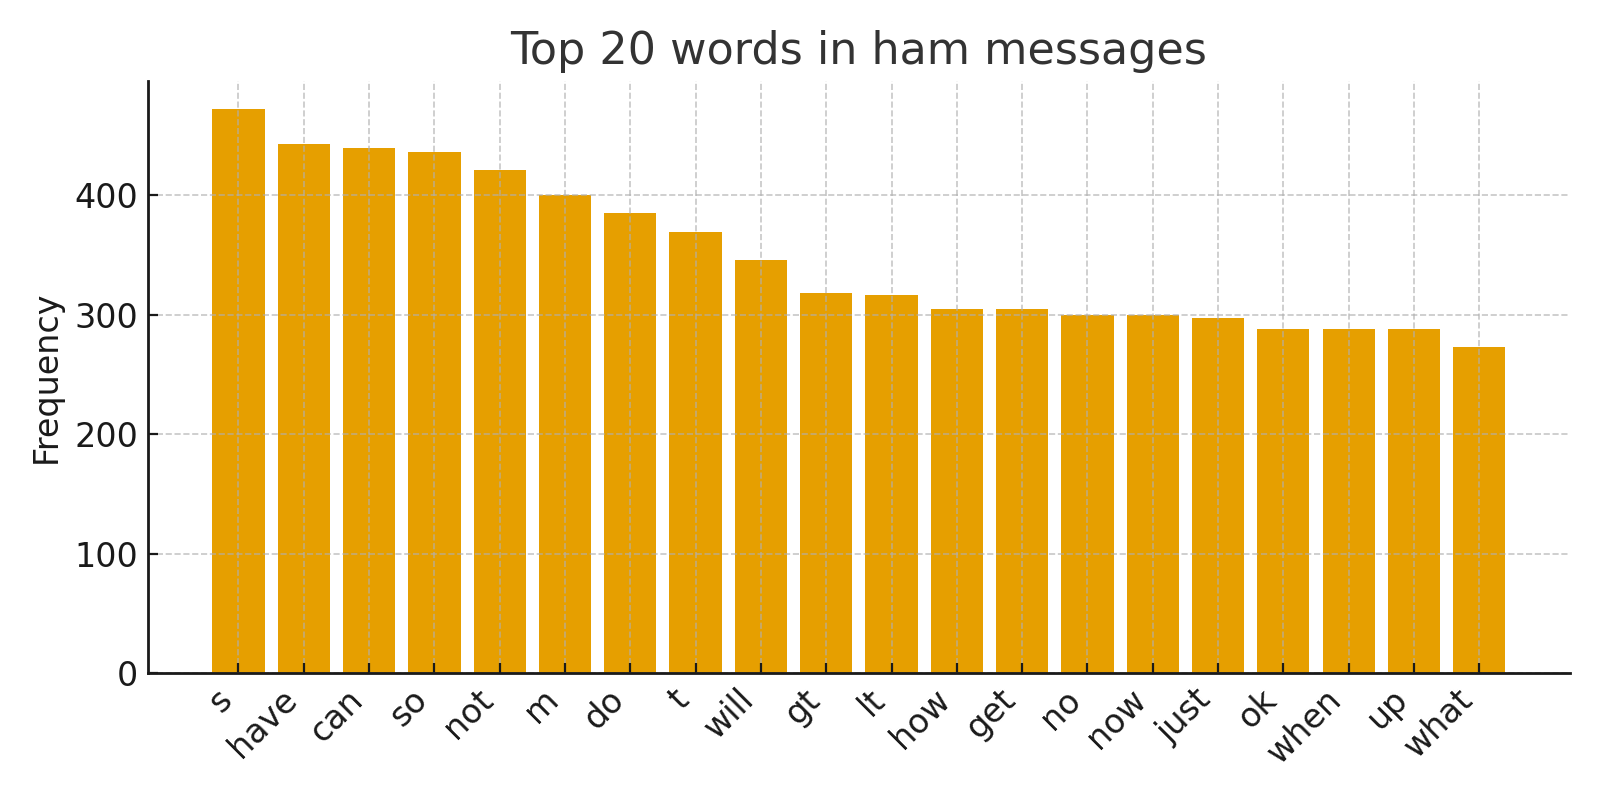 Top 20 words in ham messages
Frequency
400
300
200
100
0
s
have
can
so
not
m
do
t
will
gt
lt
how
get
no
now
just
ok
when
up
what